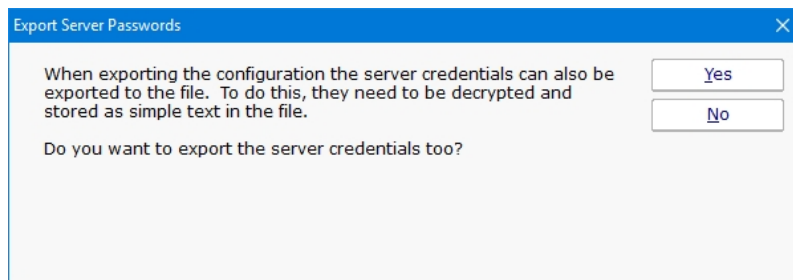 Export Server Passwords
When exporting the configuration the server credentials can also be
exported to the file.  To do this, they need to be decrypted and
stored as simple text in the file.
Do you want to export the server credentials too?
Yes
No